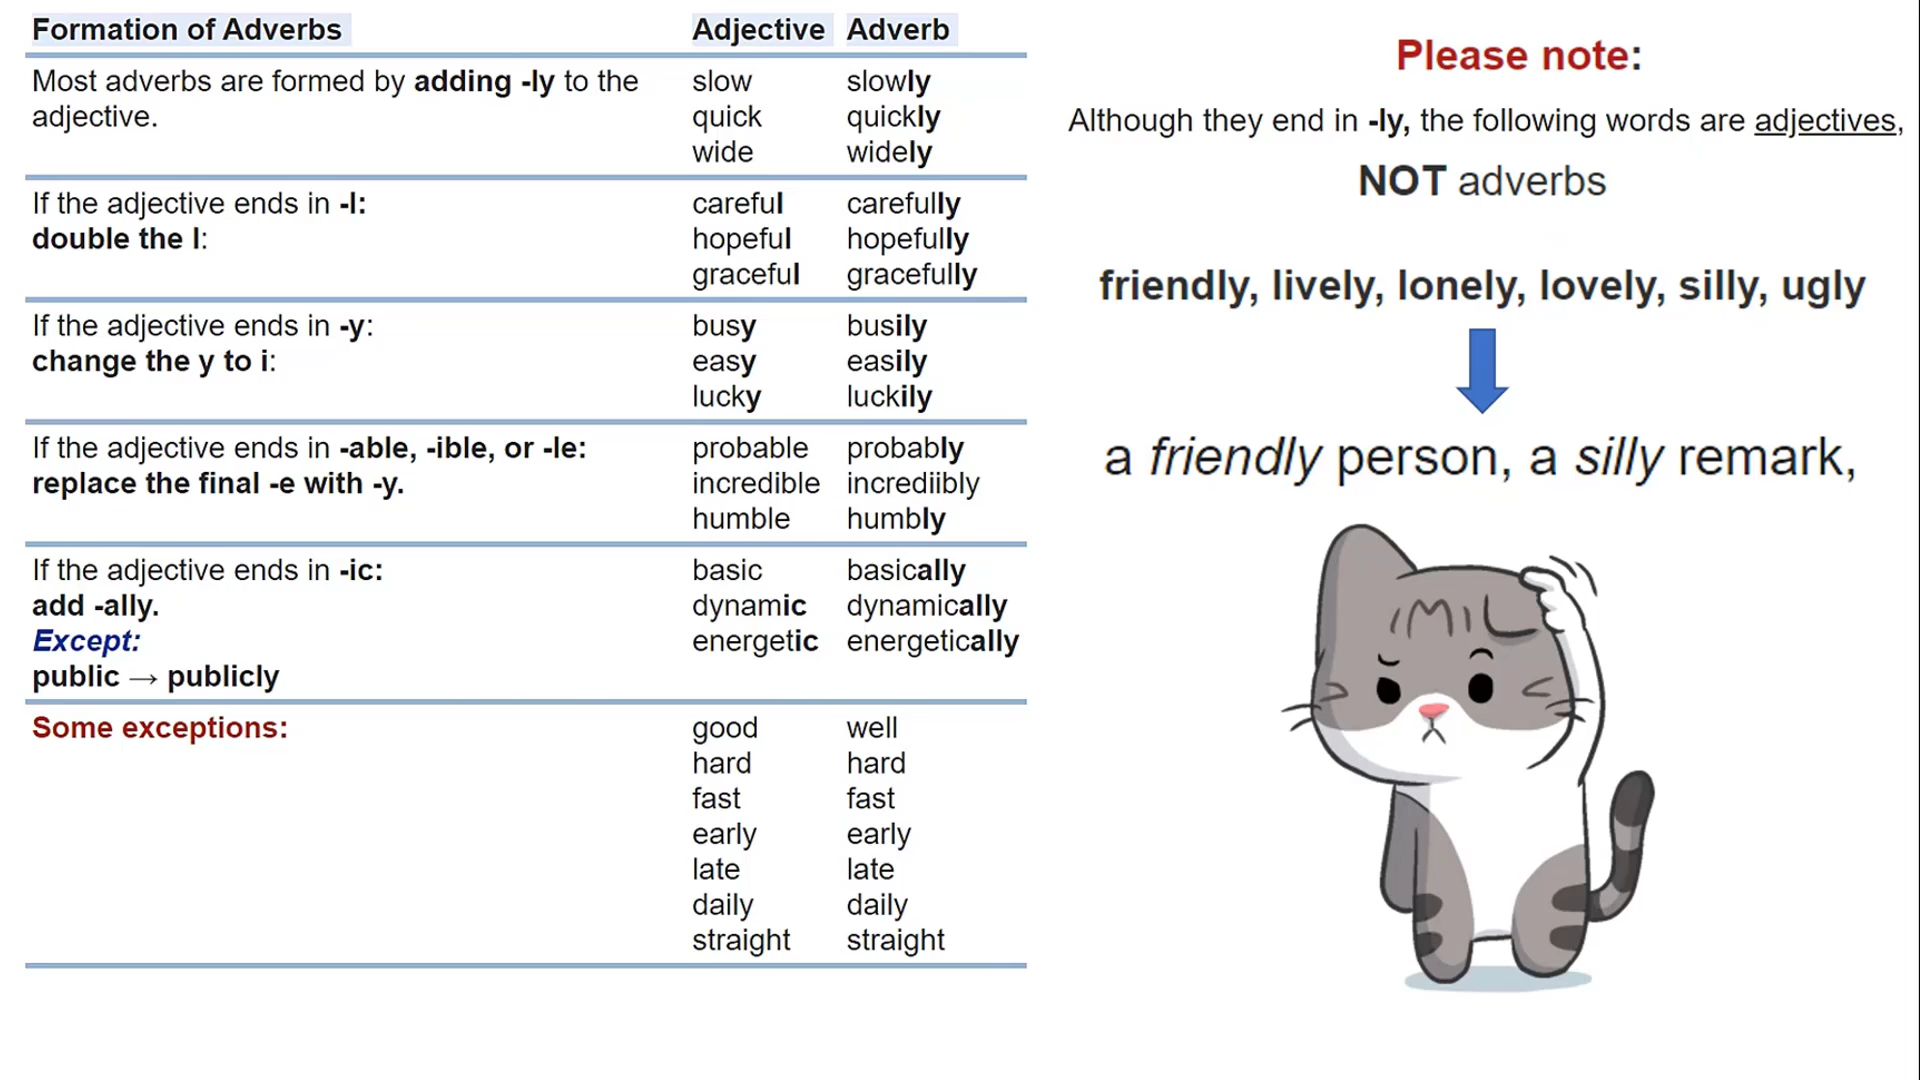 Formation of Adverbs Adjective Adverb
Most adverbs are formed by adding -ly to the slow slowly
adjective. quick quickly
wide widely
If the adjective ends in -l: careful carefully
double the l: hopeful hopefully
graceful gracefully
If the adjective ends in -y: busy busily
change the y to i: easy easily
lucky luckily
If the adjective ends in -able, -ible, or -le: probable probably
replace the final -e with -y. incredible incrediibly
humble humbly
If the adjective ends in -ic: basic basically
add -ally. dynamic dynamically
Except: energetic energetically
public → publicly
Some exceptions: good well
hard hard
fast fast
early early
late late
daily daily
straight straight
Please note:
Although they end in -ly, the following words are adjectives,
NOT adverbs
friendly, lively, lonely, lovely, silly, ugly
a friendly person, a silly remark,